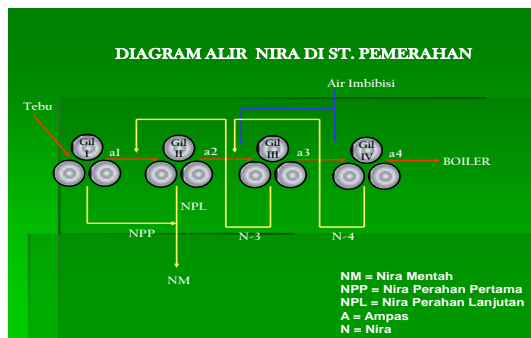 DIAGRAM ALIR NIRA DI ST. PEMERAHAN
Air Imbibisi
Tebu
Gil
I
a1
Gil
II
a2
Gil
III
a3
Gil
IV
a4
BOILER
NPL
NPP
N-3
N-4
NM
NM = Nira Mentah
NPP = Nira Perahan Pertama
NPL = Nira Perahan Lanjutan
A = Ampas
N = Nira